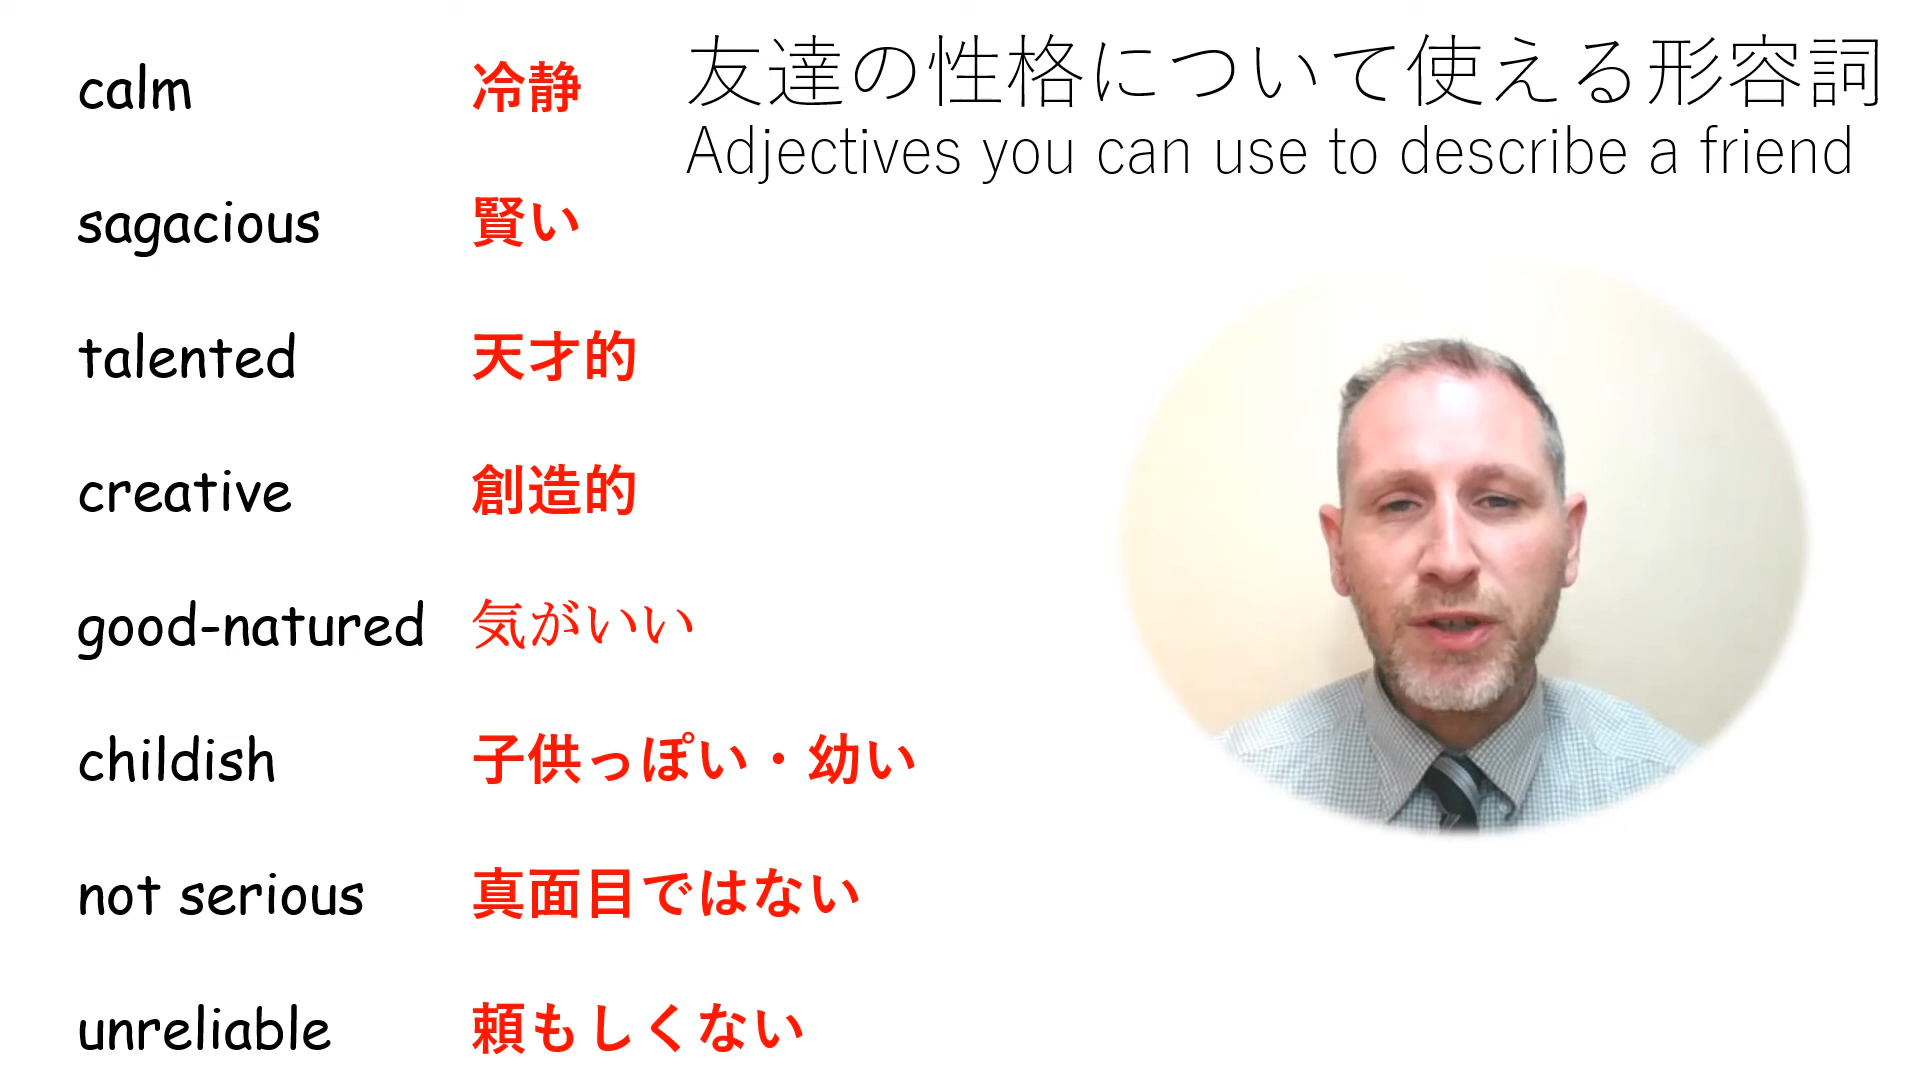 友達の性格について使える形容詞
Adjectives you can use to describe a friend
calm 冷静
sagacious 賢い
talented 天才的
creative 創造的
good-natured 気がいい
childish 子供っぽい・幼い
not serious 真面目ではない
unreliable 頼もしくない